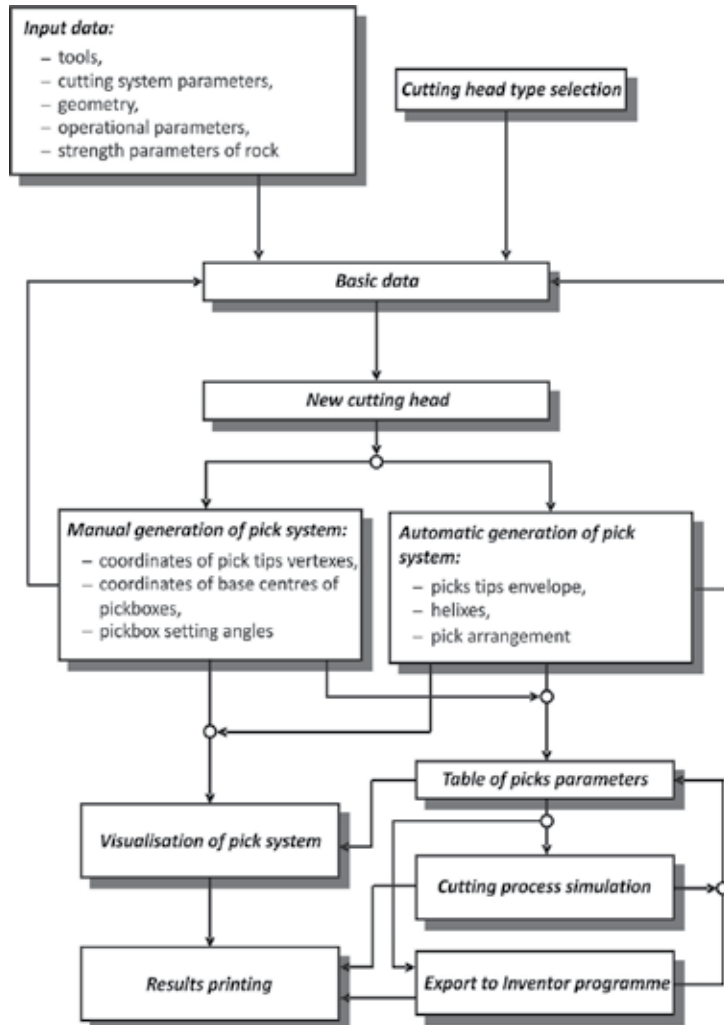 Input data:
– tools,
– cutting system parameters,
– geometry,
– operational parameters,
– strength parameters of rock
Cutting head type selection
Basic data
New cutting head
Manual generation of pick system:
– coordinates of pick tips vertexes,
– coordinates of base centres of
pickboxes,
– pickbox setting angles
Automatic generation of pick
system:
– picks tips envelope,
– helixes,
– pick arrangement
Table of picks parameters
Visualisation of pick system
Cutting process simulation
Results printing
Export to Inventor programme